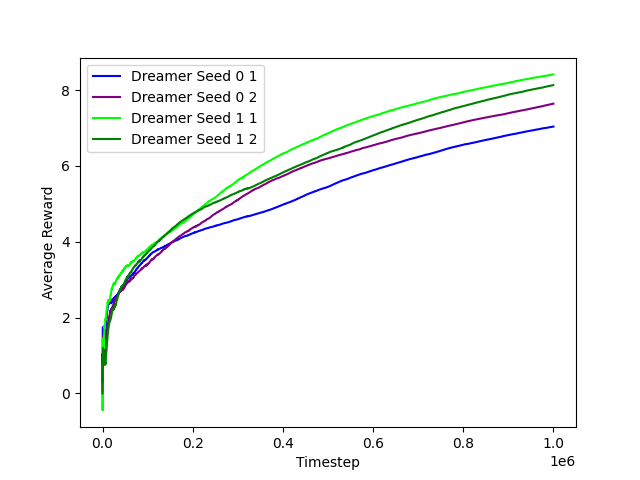 Dreamer Seed 0 1
Dreamer Seed 0 2
Dreamer Seed 1 1
Dreamer Seed 1 2
Average Reward
8
6
4
2
0
0.0 0.2 0.4 0.6 0.8 1.0
1e6
Timestep